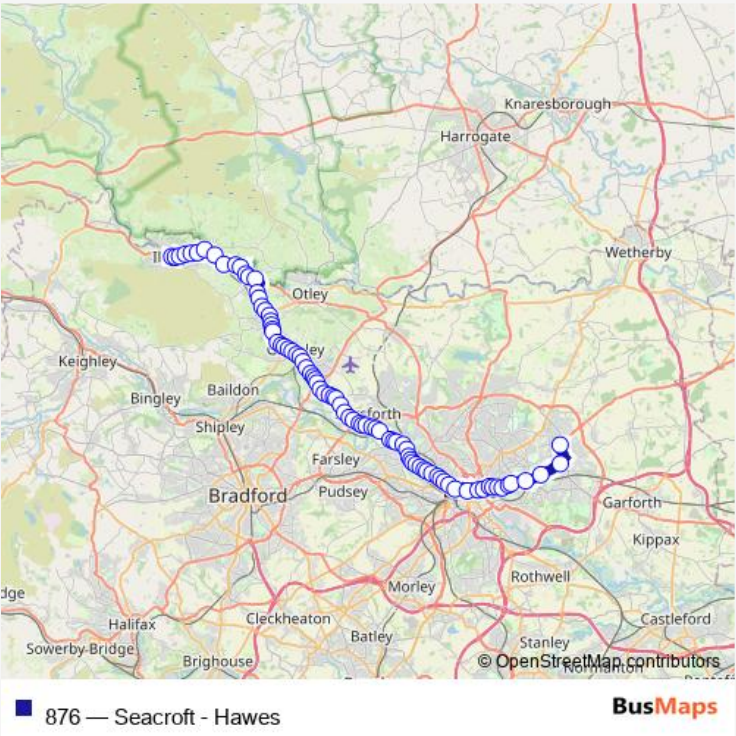 Knaresborough
Harrogate
Wetherby
Otley
Keighley
Baildon
Bingley
Shipley
Farsley
Bradford
Pudsey
Garforth
Kippax
Rothwell
Morley
Halifax
Cleckheaton
Castleford
Batley
Stanley
Sowerby Bridge
Brighouse
© OpenStreetMap contributors
Normanton
876 — Seacroft - Hawes
BusMaps